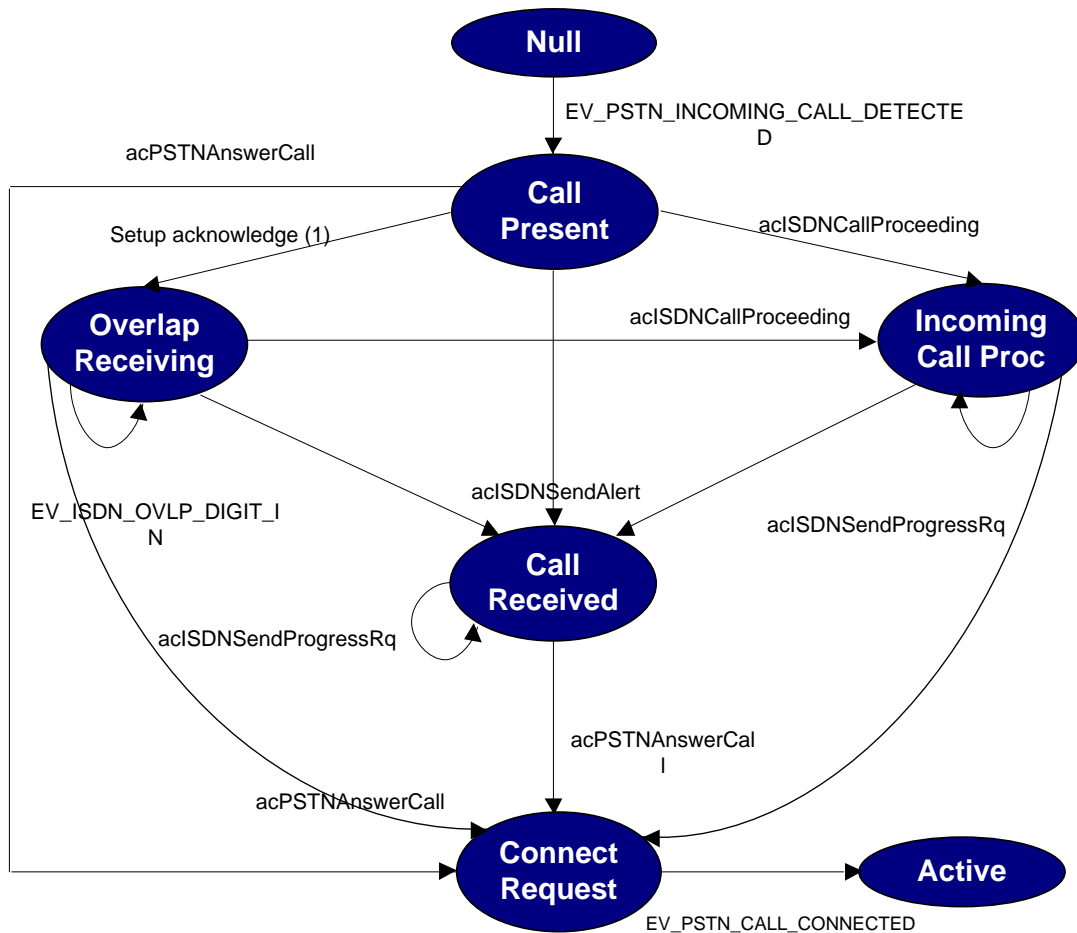 Null
EV_PSTN_INCOMING_CALL_DETECTE
D
acPSTNAnswerCall
Call
Present
acISDNCallProceeding
Setup acknowledge (1)
Overlap
Receiving
acISDNCallProceeding
Incoming
Call Proc
acISDNSendAlert
EV_ISDN_OVLP_DIGIT_I
N
acISDNSendProgressRq
Call
Received
acISDNSendProgressRq
acPSTNAnswerCal
l
acPSTNAnswerCall
Connect
Request
Active
EV_PSTN_CALL_CONNECTED